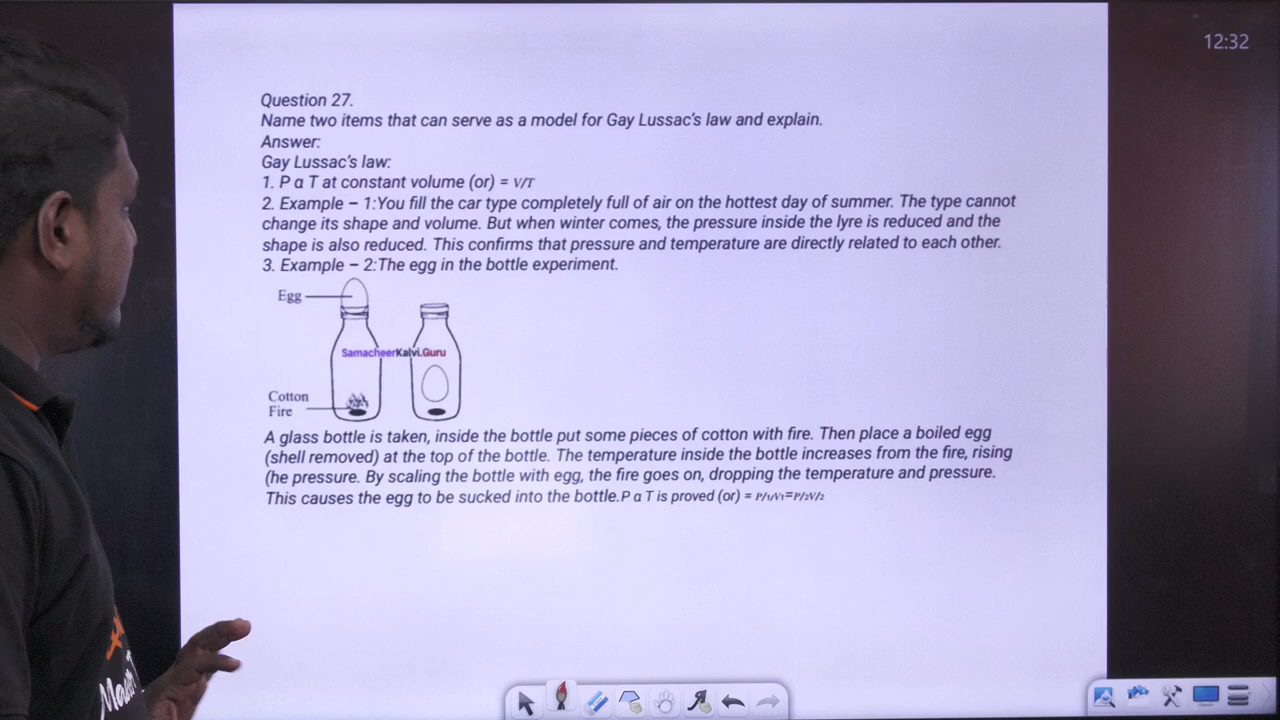 12:32
Question 27.
Name two items that can serve as a model for Gay Lussac's law and explain.
Answer:
Gay Lussac's law:
1. P α T at constant volume (or) = V/T
2. Example – 1:You fill the car type completely full of air on the hottest day of summer. The type cannot
change its shape and volume. But when winter comes, the pressure inside the lyre is reduced and the
shape is also reduced. This confirms that pressure and temperature are directly related to each other.
3. Example – 2:The egg in the bottle experiment.
Egg
SamacheerKalvi.Guru
Cotton
Fire
A glass bottle is taken, inside the bottle put some pieces of cotton with fire. Then place a boiled egg
(shell removed) at the top of the bottle. The temperature inside the bottle increases from the fire, rising
(he pressure. By scaling the bottle with egg, the fire goes on, dropping the temperature and pressure.
This causes the egg to be sucked into the bottle.P α T is proved (or) = P/1/V1=P/2V/2